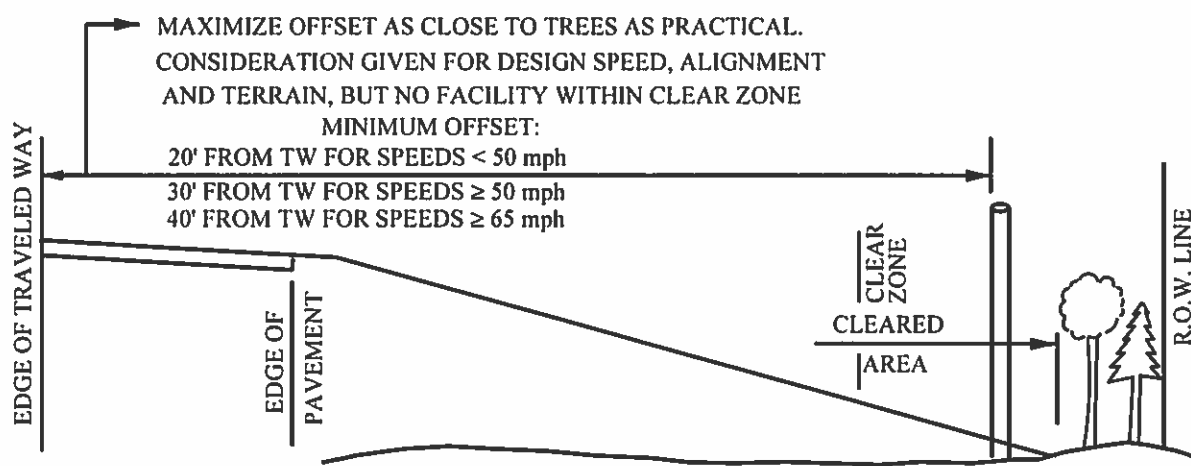 MAXIMIZE OFFSET AS CLOSE TO TREES AS PRACTICAL.
CONSIDERATION GIVEN FOR DESIGN SPEED, ALIGNMENT
AND TERRAIN, BUT NO FACILITY WITHIN CLEAR ZONE
MINIMUM OFFSET:
20' FROM TW FOR SPEEDS < 50 mph
30' FROM TW FOR SPEEDS ≥ 50 mph
40' FROM TW FOR SPEEDS ≥ 65 mph
EDGE OF TRAVELED WAY
EDGE OF
PAVEMENT
CLEAR
ZONE
CLEARED
AREA
R.O.W. LINE